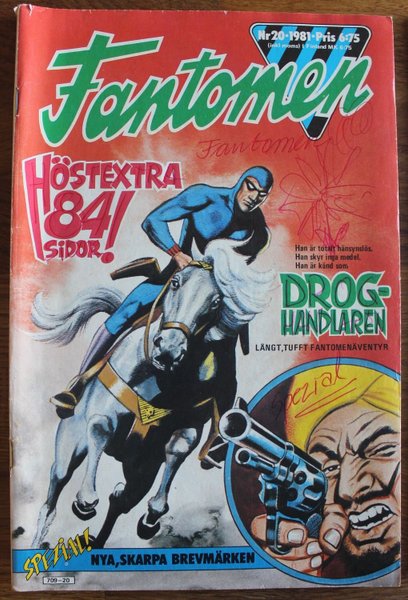 Nr 20 • 1981 • Pris 6:75
(inkl moms) I Finland MK 6:75
Fantomen
Fantomen
HÖSTEXTRA
84
SIDOR!
Han är totalt hänsynslös.
Han skyr inga medel.
Han är känd som
DROG-
HANDLAREN
LÅNGT, TUFFT FANTOMENÄVENTYR
Spezial
SPEZIAL!
NYA, SKARPA BREVMÄRKEN
709-20